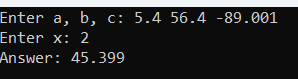 Enter a, b, c: 5.4 56.4 -89.001
Enter x: 2
Answer: 45.399